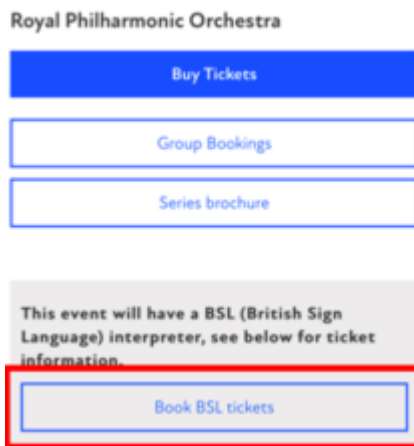 Royal Philharmonic Orchestra
Buy Tickets
Group Bookings
Series brochure
This event will have a BSL (British Sign
Language) interpreter, see below for ticket
information.
Book BSL tickets